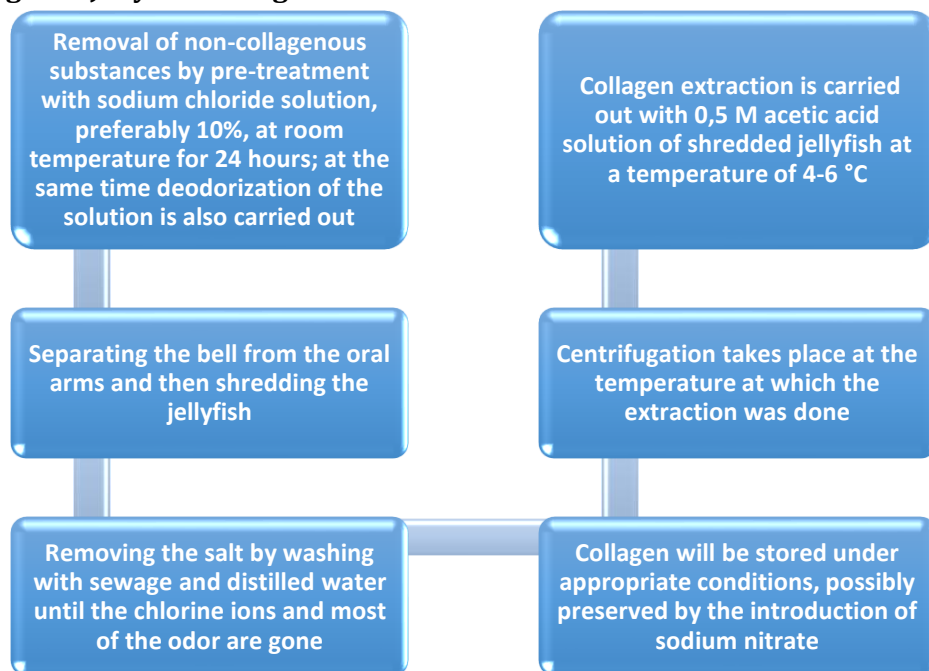 Removal of non-collagenous
substances by pre-treatment
with sodium chloride solution,
preferably 10%, at room
temperature for 24 hours; at the
same time deodorization of the
solution is also carried out
Separating the bell from the oral
arms and then shredding the
jellyfish
Removing the salt by washing
with sewage and distilled water
until the chlorine ions and most
of the odor are gone
Collagen extraction is carried
out with 0,5 M acetic acid
solution of shredded jellyfish at
a temperature of 4-6 °C
Centrifugation takes place at the
temperature at which the
extraction was done
Collagen will be stored under
appropriate conditions, possibly
preserved by the introduction of
sodium nitrate